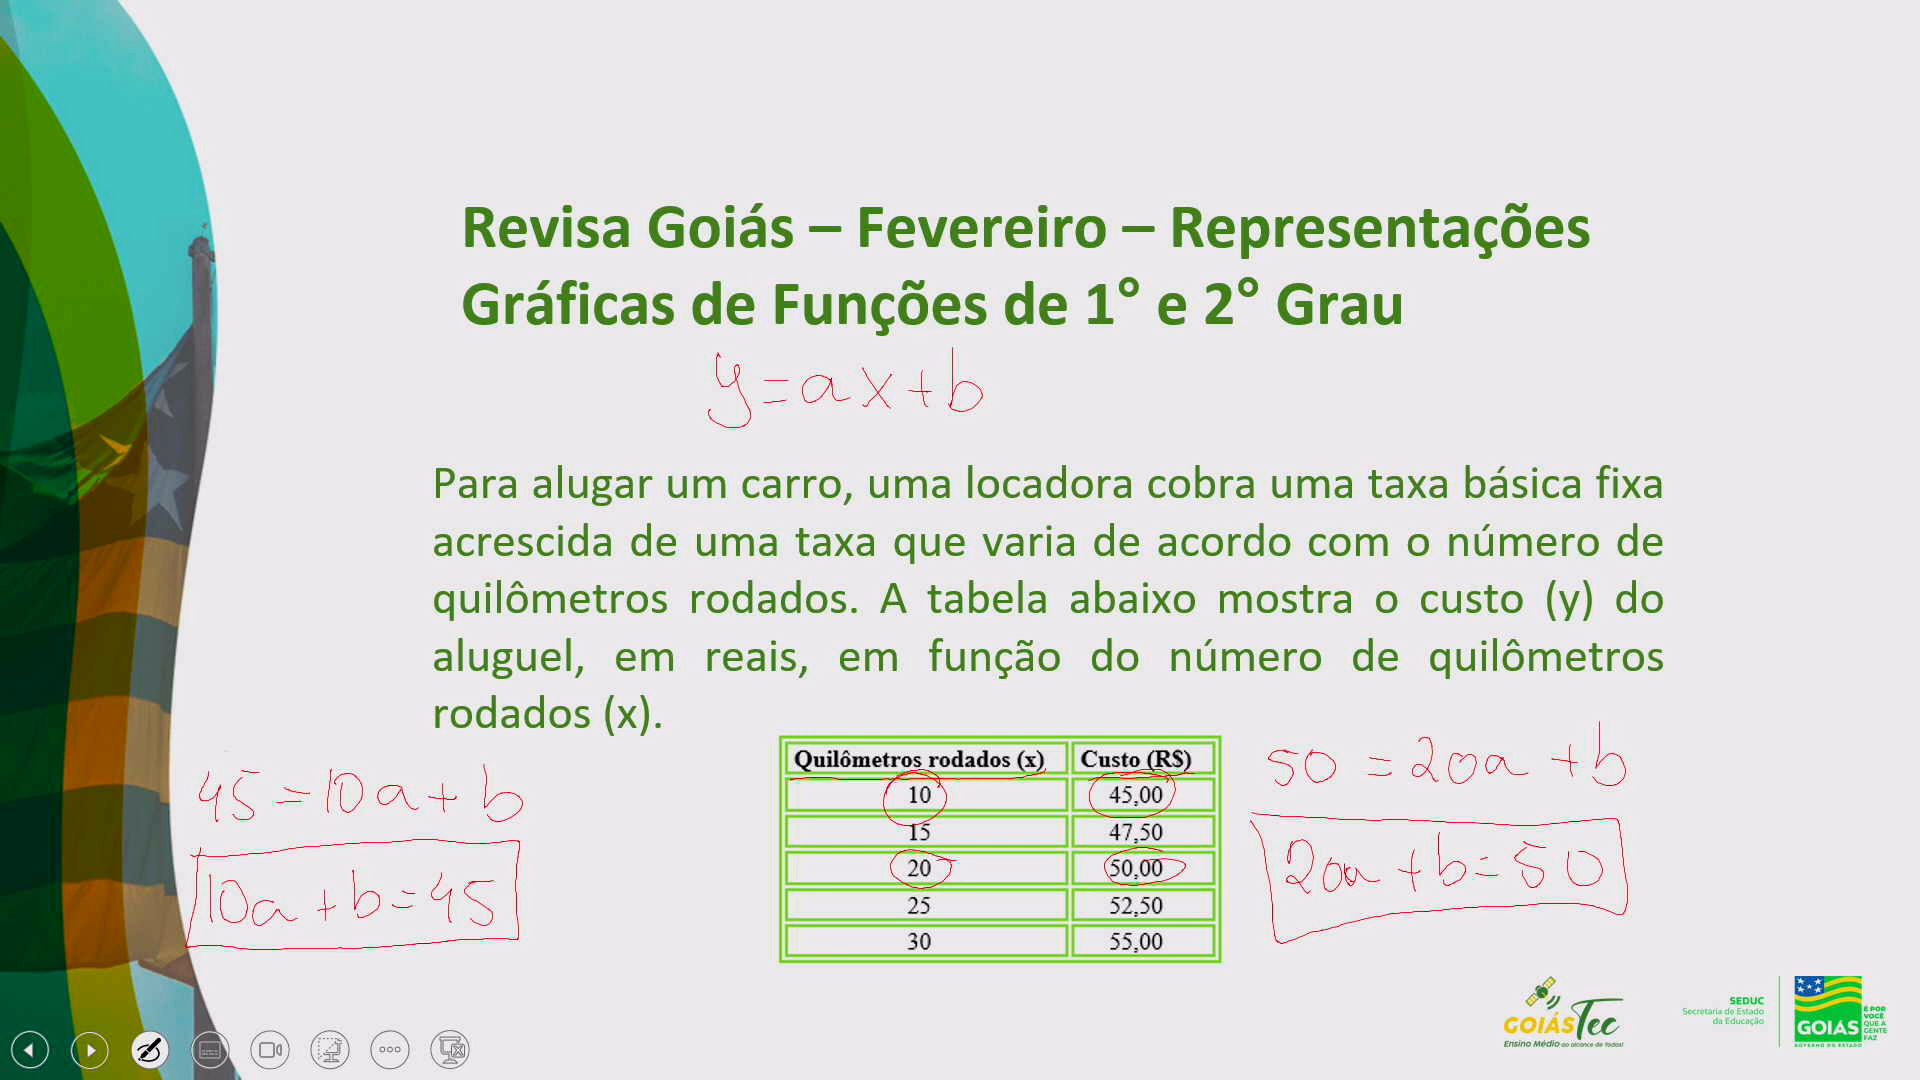 Revisa Goiás – Fevereiro – Representações
Gráficas de Funções de 1° e 2° Grau
y=ax+b
Para alugar um carro, uma locadora cobra uma taxa básica fixa
acrescida de uma taxa que varia de acordo com o número de
quilômetros rodados. A tabela abaixo mostra o custo (y) do
aluguel, em reais, em função do número de quilômetros
rodados (x).
45=10a+b
10a+b=45
Quilômetros rodados (x) Custo (R$)
10 45,00
15 47,50
20 50,00
25 52,50
30 55,00
50=20a+b
20a+b=50
GOIÁSTec
Ensino Médio ao alcance de todos!
SEDUC
Secretaria de Estado
da Educação
GOIÁS
GOVERNO DO ESTADO
É POR
VOCÊ
QUE A
GENTE
FAZ